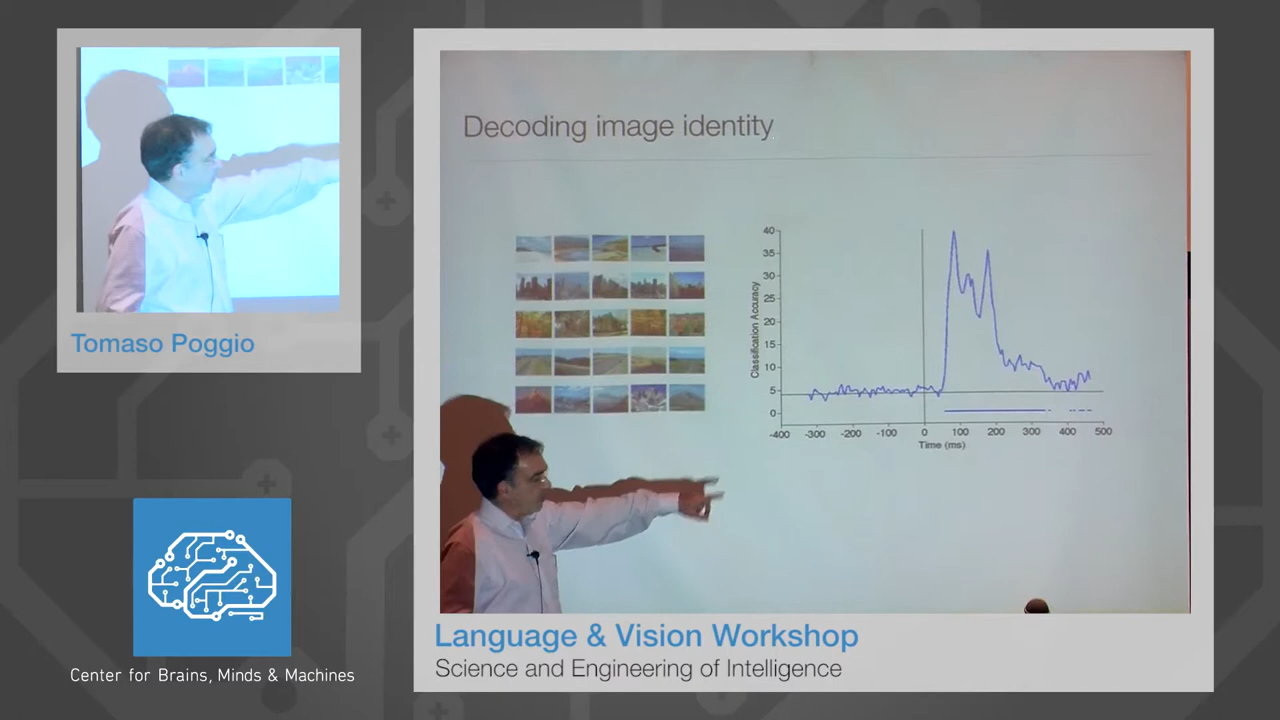 Tomaso Poggio
Center for Brains, Minds & Machines
Decoding image identity
Classification Accuracy
40
35
30
25
20
15
10
5
0
-400 -300 -200 -100 0 100 200 300 400 500
Time (ms)
Language & Vision Workshop
Science and Engineering of Intelligence